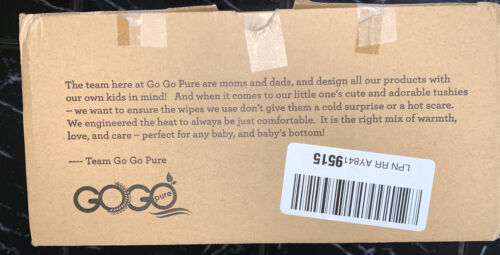 The team here at Go Go Pure are moms and dads, and design all our products with
our own kids in mind! And when it comes to our little one's cute and adorable tushies
– we want to ensure the wipes we use don't give them a cold surprise or a hot scare.
We engineered the heat to always be just comfortable. It is the right mix of warmth,
love, and care – perfect for any baby, and baby's bottom!
---- Team Go Go Pure
GOGO
pure
LPN RR AY8419515